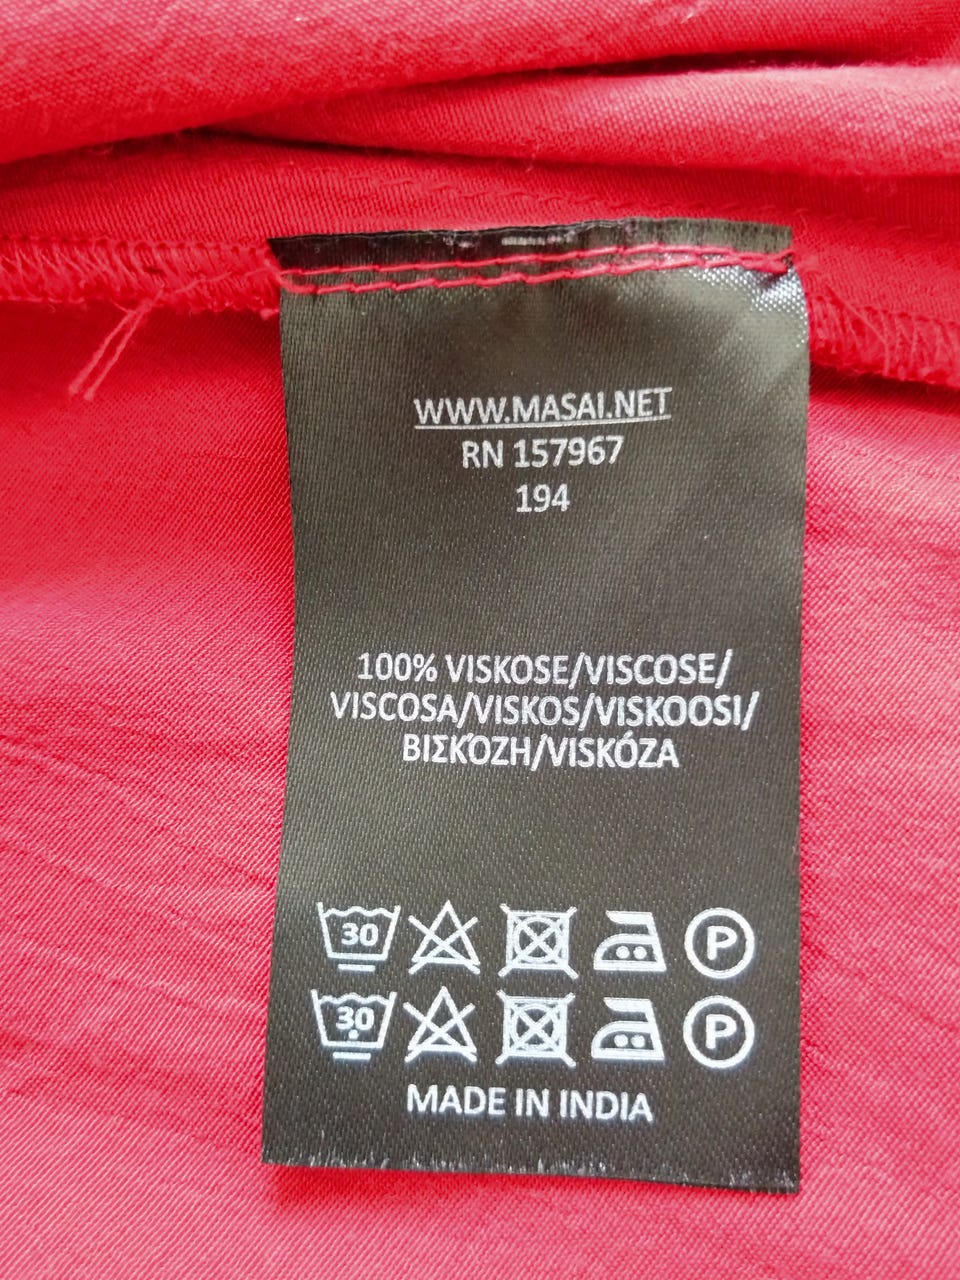 WWW.MASAI.NET
RN 157967
194
100% VISKOSE/VISCOSE/
VISCOSA/VISKOS/VISKOOSI/
ΒΙΣΚΌΖΗ/VISKÓZA
30 P
30 P
MADE IN INDIA